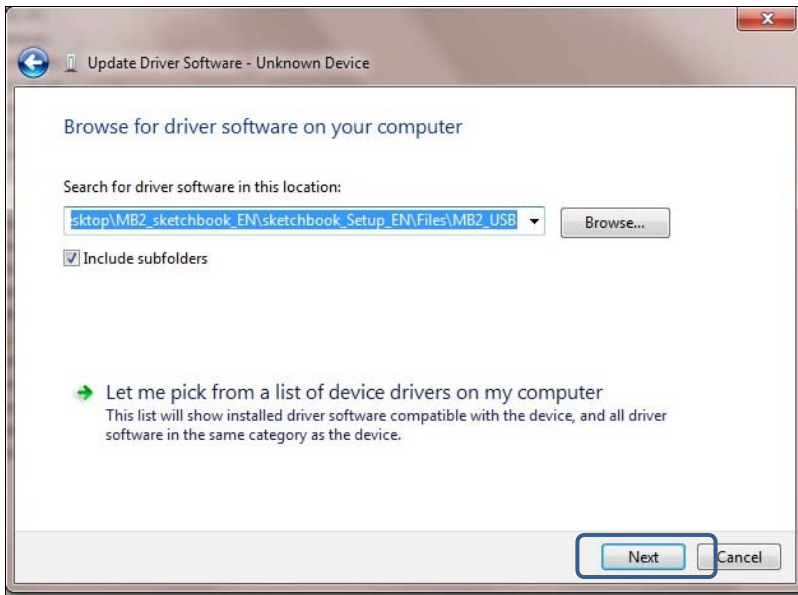 Update Driver Software - Unknown Device
Browse for driver software on your computer
Search for driver software in this location:
sktop\MB2_sketchbook_EN\sketchbook_Setup_EN\Files\MB2_USB
Browse...
Include subfolders
Let me pick from a list of device drivers on my computer
This list will show installed driver software compatible with the device, and all driver
software in the same category as the device.
Next Cancel